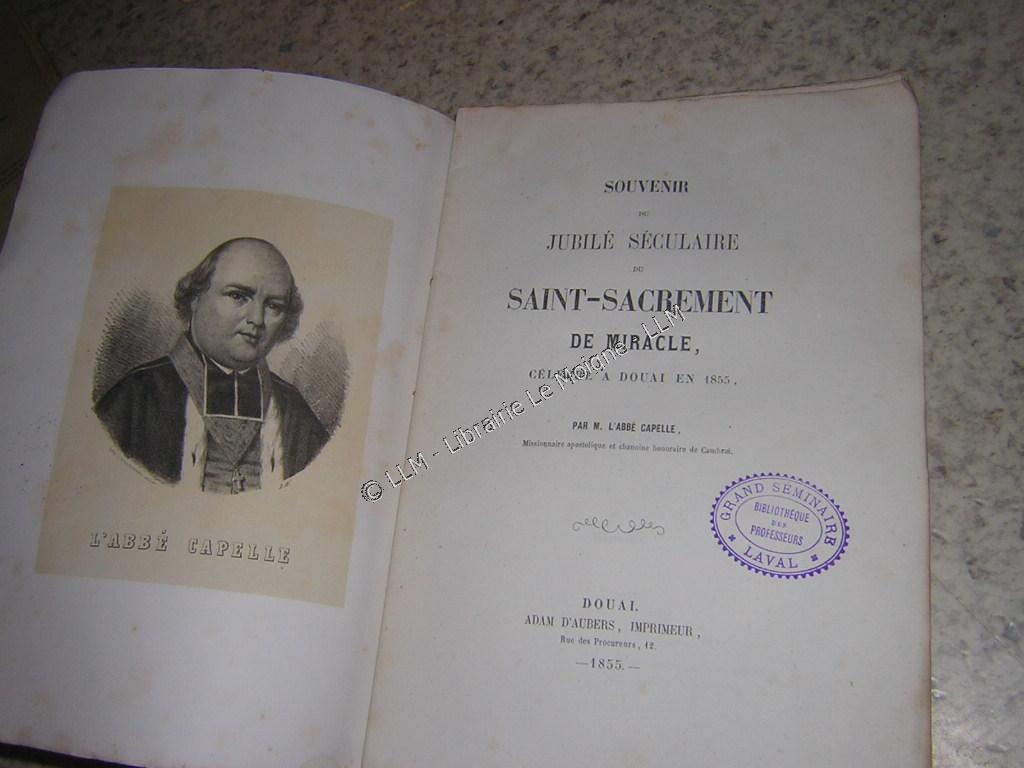 L'ABBÉ CAPELLE
SOUVENIR
DU
JUBILÉ SÉCULAIRE
DU
SAINT-SACREMENT
DE MIRACLE,
CÉLÉBRÉ A DOUAI EN 1855,
PAR M. L'ABBÉ CAPELLE,
Missionnaire apostolique et chanoine honoraire de Cambrai.
GRAND SEMINAIRE
BIBLIOTHÈQUE
DES
PROFESSEURS
LAVAL
DOUAI.
ADAM D'AUBERS, IMPRIMEUR,
Rue des Procureurs, 12.
—1855.—
© LLM - Librairie Le Moigne - LLM